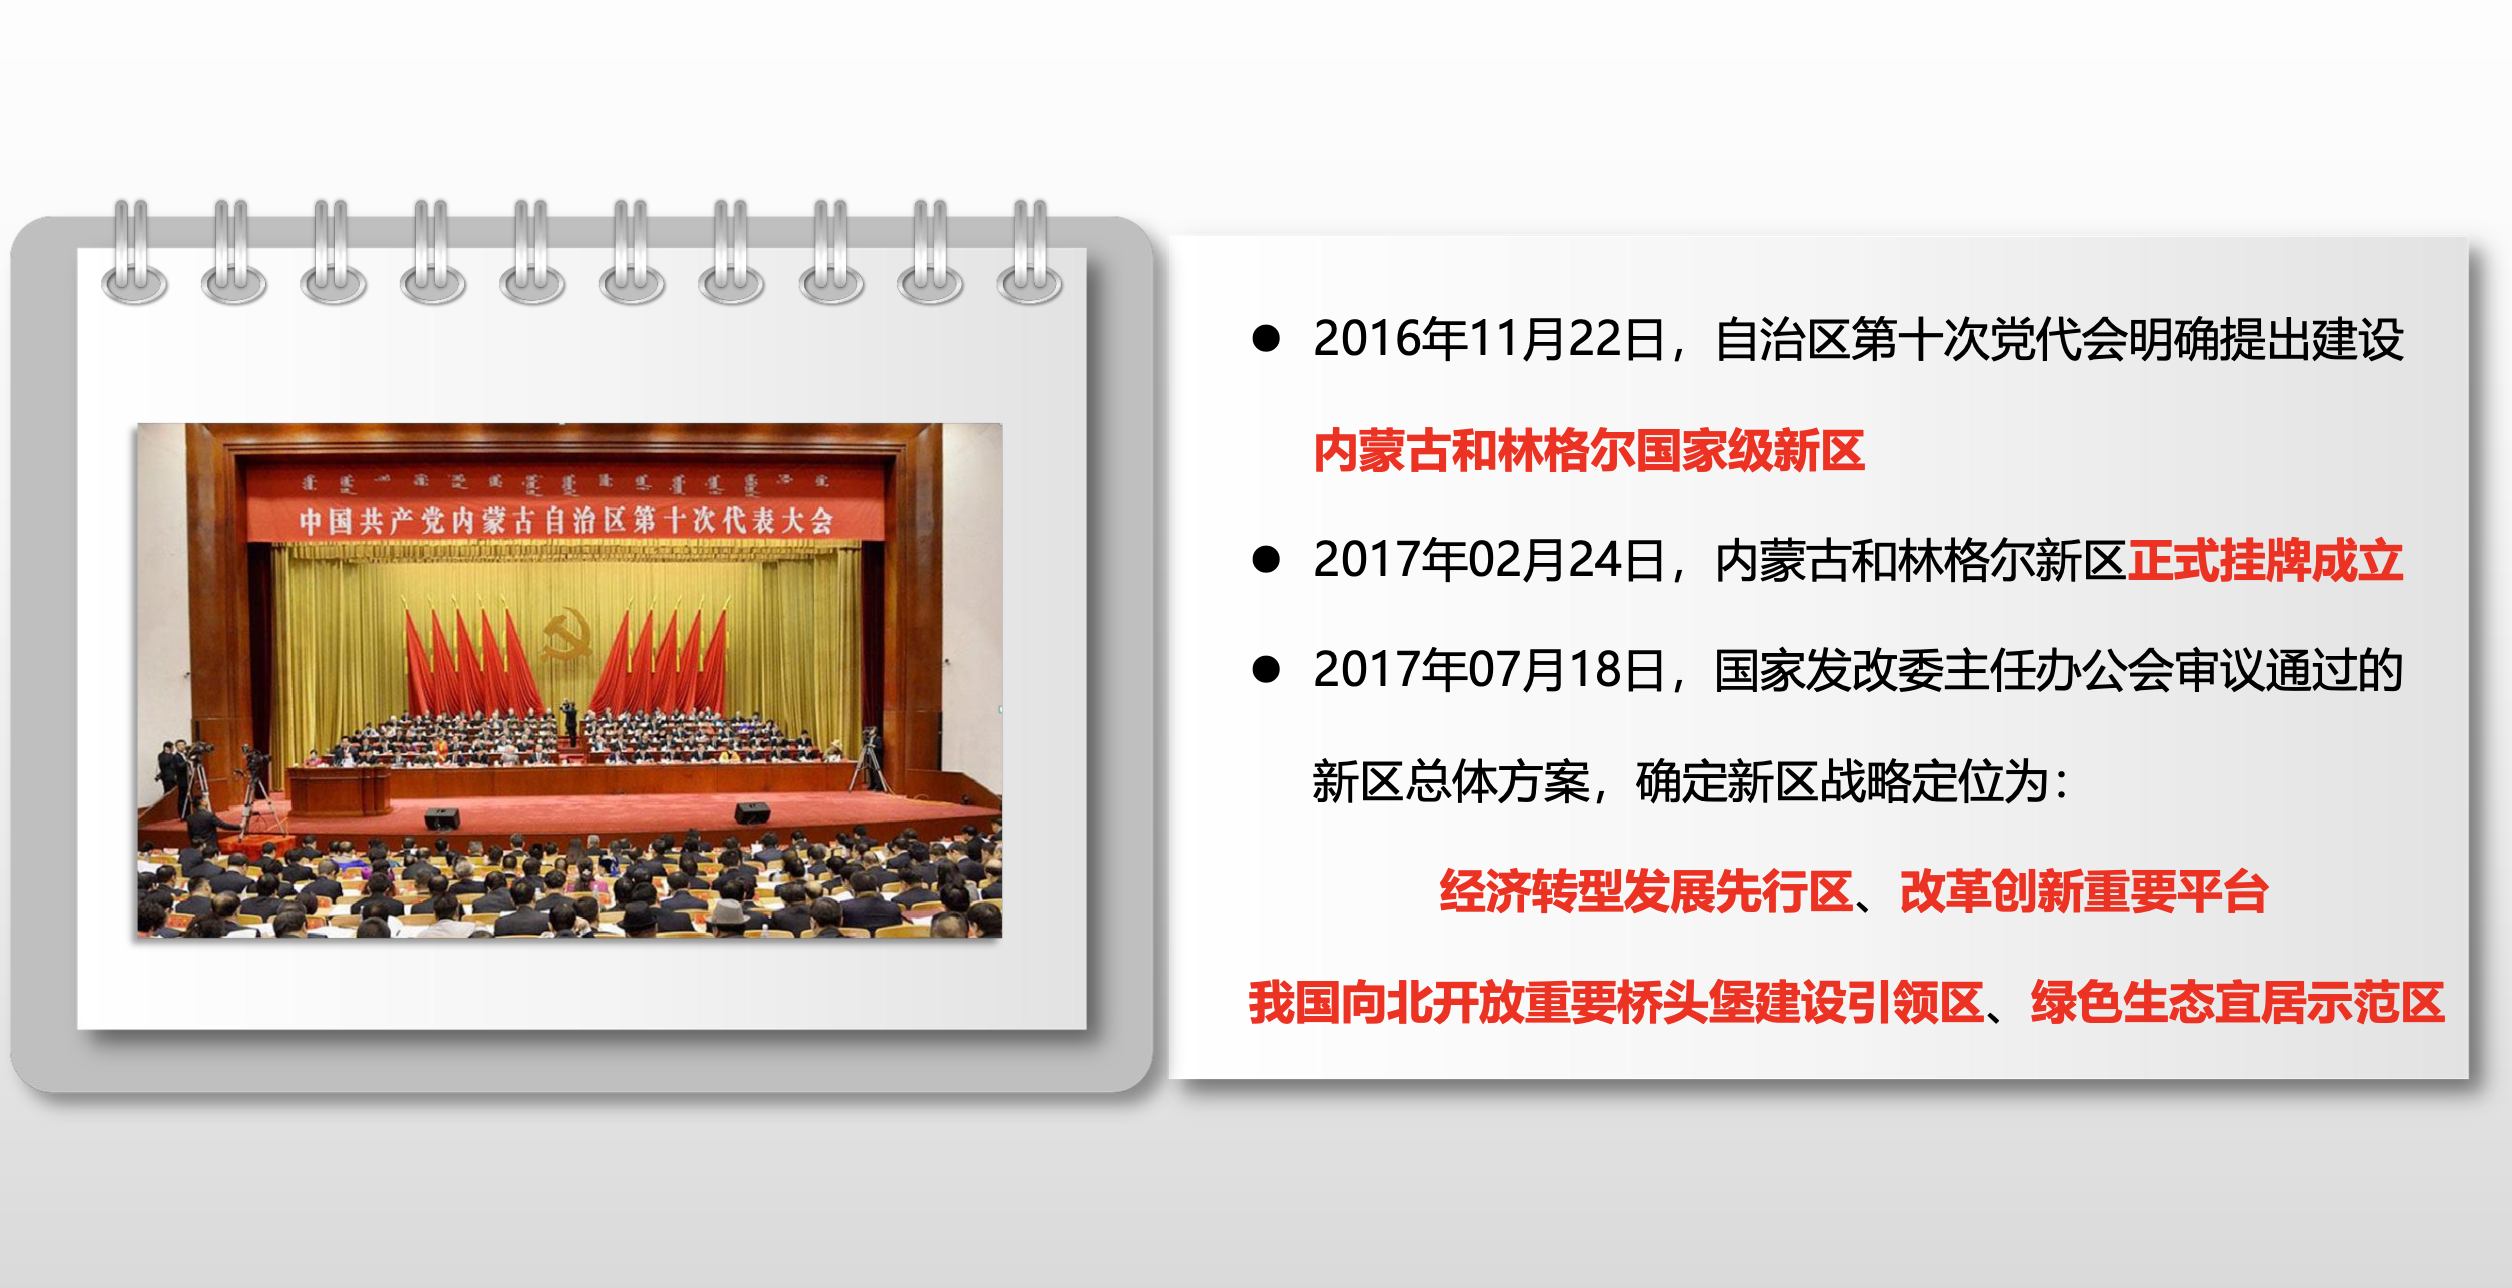 中国共产党内蒙古自治区第十次代表大会
● 2016年11月22日，自治区第十次党代会明确提出建设
内蒙古和林格尔国家级新区
● 2017年02月24日，内蒙古和林格尔新区正式挂牌成立
● 2017年07月18日，国家发改委主任办公会审议通过的
新区总体方案，确定新区战略定位为：
经济转型发展先行区、改革创新重要平台
我国向北开放重要桥头堡建设引领区、绿色生态宜居示范区